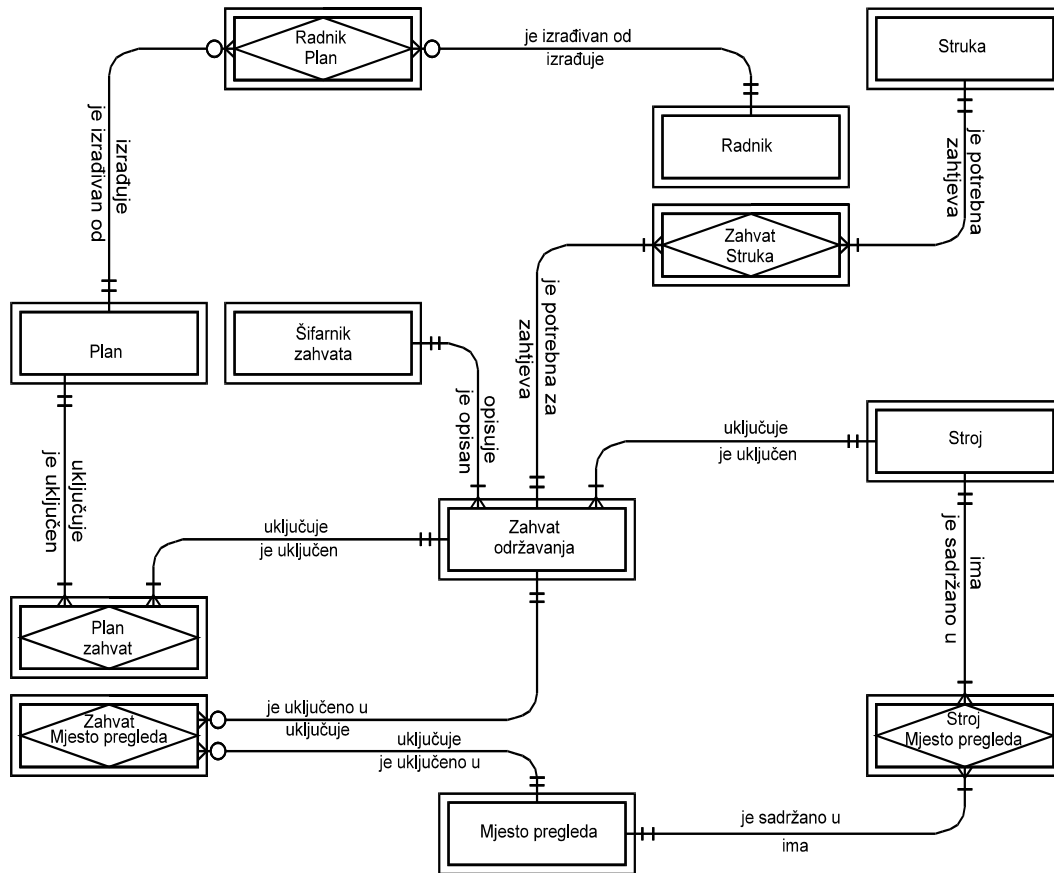 Radnik
Plan
je izrađivan od
izrađuje
Struka
Radnik
izrađuje
je izrađivan od
je potrebna
zahtjeva
Zahvat
Struka
Plan
Šifarnik
zahvata
opisuje
je opisan
je potrebna za
zahtjeva
uključuje
je uključen
Stroj
uključuje
je uključen
uključuje
je uključen
Zahvat
održavanja
ima
je sadržano u
Plan
zahvat
Zahvat
Mjesto pregleda
je uključeno u
uključuje
uključuje
je uključeno u
Stroj
Mjesto pregleda
Mjesto pregleda
je sadržano u
ima